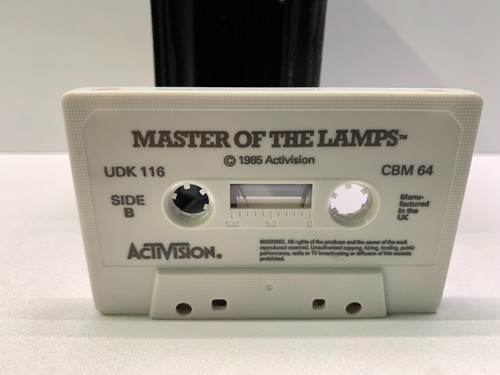 MASTER OF THE LAMPS™
© 1985 Activision
UDK 116
CBM 64
SIDE
B
Manu-
factured
in the
UK
100 50 0
ACTIVISION®
WARNING. All rights of the producer and the owner of the work
reproduced reserved. Unauthorized copying, hiring, lending, public
performance, radio or TV broadcasting or diffusion of this cassette
prohibited.